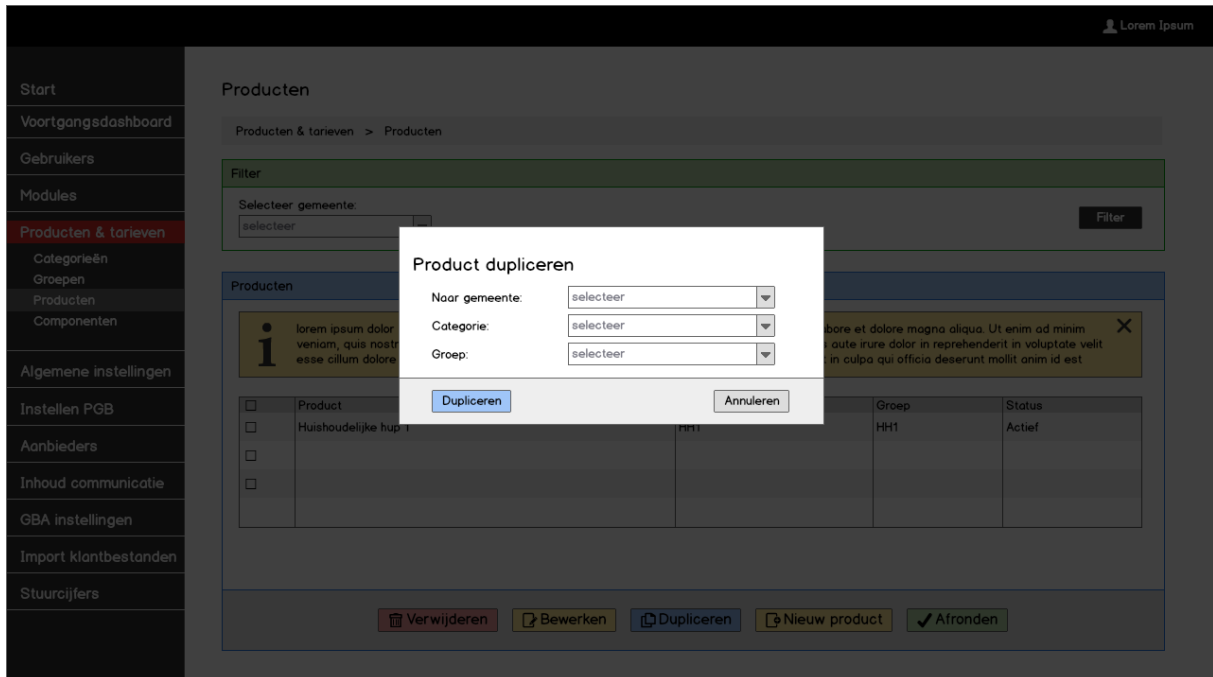 Lorem Ipsum
Start
Voortgangsdashboard
Gebruikers
Modules
Producten & tarieven
Categorieën
Groepen
Producten
Componenten
Algemene instellingen
Instellen PGB
Aanbieders
Inhoud communicatie
GBA instellingen
Import klantbestanden
Stuurcijfers
Producten
Producten & tarieven > Producten
Filter
Selecteer gemeente:
selecteer
Filter
Product dupliceren
Naar gemeente: selecteer
Categorie: selecteer
Groep: selecteer
Dupliceren Annuleren
Producten
lorem ipsum dolor bore et dolore magna aliqua. Ut enim ad minim
veniam, quis nostr aute irure dolor in reprehenderit in voluptate velit
esse cillum dolore in culpa qui officia deserunt mollit anim id est
Product Groep Status
Huishoudelijke hup 1 HH1 HH1 Actief
Verwijderen Bewerken Dupliceren Nieuw product Afronden